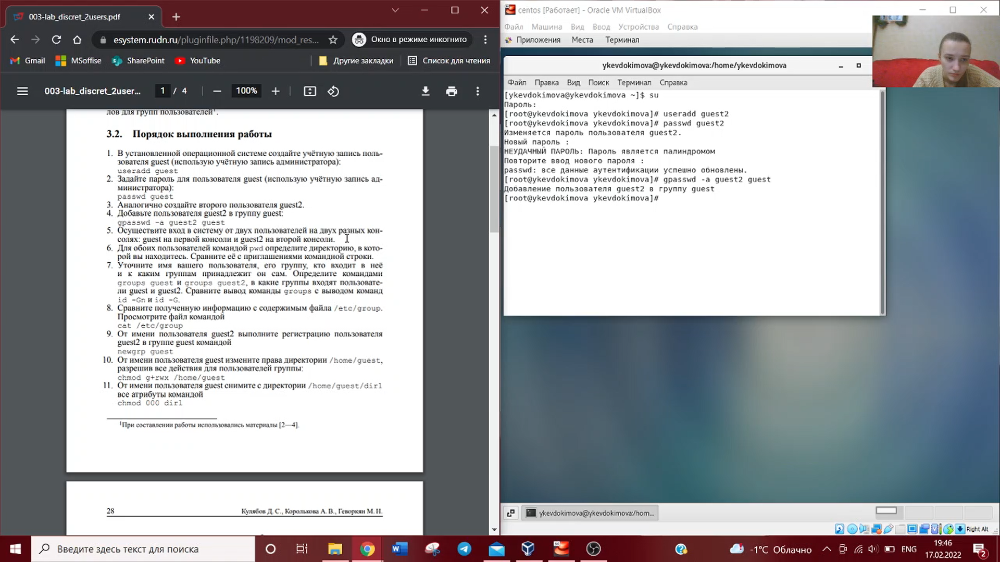 003-lab_discret_2users.pdf
esystem.rudn.ru/pluginfile.php/1198209/mod_res...
Окно в режиме инкогнито
Gmail
MSoffise
SharePoint
YouTube
Другие закладки
Список для чтения
003-lab_discret_2user...
1 / 4
100%
лов для групп пользователей¹.
3.2. Порядок выполнения работы
1. В установленной операционной системе создайте учётную запись поль-
зователя guest (использую учётную запись администратора):
useradd guest
2. Задайте пароль для пользователя guest (использую учётную запись ад-
министратора):
passwd guest
3. Аналогично создайте второго пользователя guest2.
4. Добавьте пользователя guest2 в группу guest:
gpasswd -a guest2 guest
5. Осуществите вход в систему от двух пользователей на двух разных кон-
солях: guest на первой консоли и guest2 на второй консоли.
6. Для обоих пользователей командой pwd определите директорию, в кото-
рой вы находитесь. Сравните её с приглашениями командной строки.
7. Уточните имя вашего пользователя, его группу, кто входит в неё
и к каким группам принадлежит он сам. Определите командами
groups guest и groups guest2, в какие группы входят пользовате-
ли guest и guest2. Сравните вывод команды groups с выводом команд
id -Gn и id -G.
8. Сравните полученную информацию с содержимым файла /etc/group.
Просмотрите файл командой
cat /etc/group
9. От имени пользователя guest2 выполните регистрацию пользователя
guest2 в группе guest командой
newgrp guest
10. От имени пользователя guest измените права директории /home/guest,
разрешив все действия для пользователей группы:
chmod g+rwx /home/guest
11. От имени пользователя guest снимите с директории /home/guest/dir1
все атрибуты командой
chmod 000 dir1
¹При составлении работы использовались материалы [2—4].
28
Кулябов Д. С., Королькова А. В., Геворкян М. Н.
centos [Работает] - Oracle VM VirtualBox
Файл Машина Вид Ввод Устройства Справка
Приложения Места Терминал
ykevdokimova@ykevdokimova:/home/ykevdokimova
Файл Правка Вид Поиск Терминал Справка
[ykevdokimova@ykevdokimova ~]$ su
Пароль:
[root@ykevdokimova ykevdokimova]# useradd guest2
[root@ykevdokimova ykevdokimova]# passwd guest2
Изменяется пароль пользователя guest2.
Новый пароль :
НЕУДАЧНЫЙ ПАРОЛЬ: Пароль является палиндромом
Повторите ввод нового пароля :
passwd: все данные аутентификации успешно обновлены.
[root@ykevdokimova ykevdokimova]# gpasswd -a guest2 guest
Добавление пользователя guest2 в группу guest
[root@ykevdokimova ykevdokimova]#
ykevdokimova@ykevdokimova:/hom...
Right Alt
Введите здесь текст для поиска
-1°C Облачно
ENG
19:46
17.02.2022
2